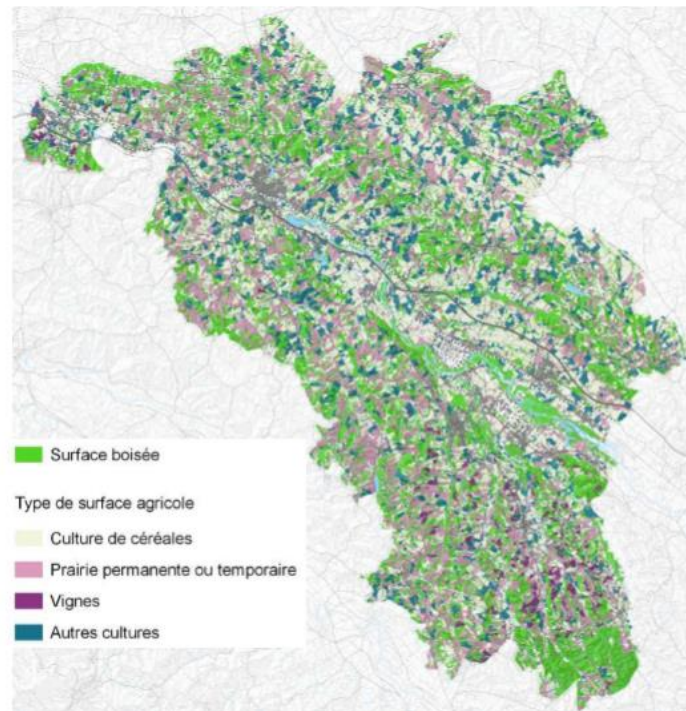 Surface boisée
Type de surface agricole
Culture de céréales
Prairie permanente ou temporaire
Vignes
Autres cultures